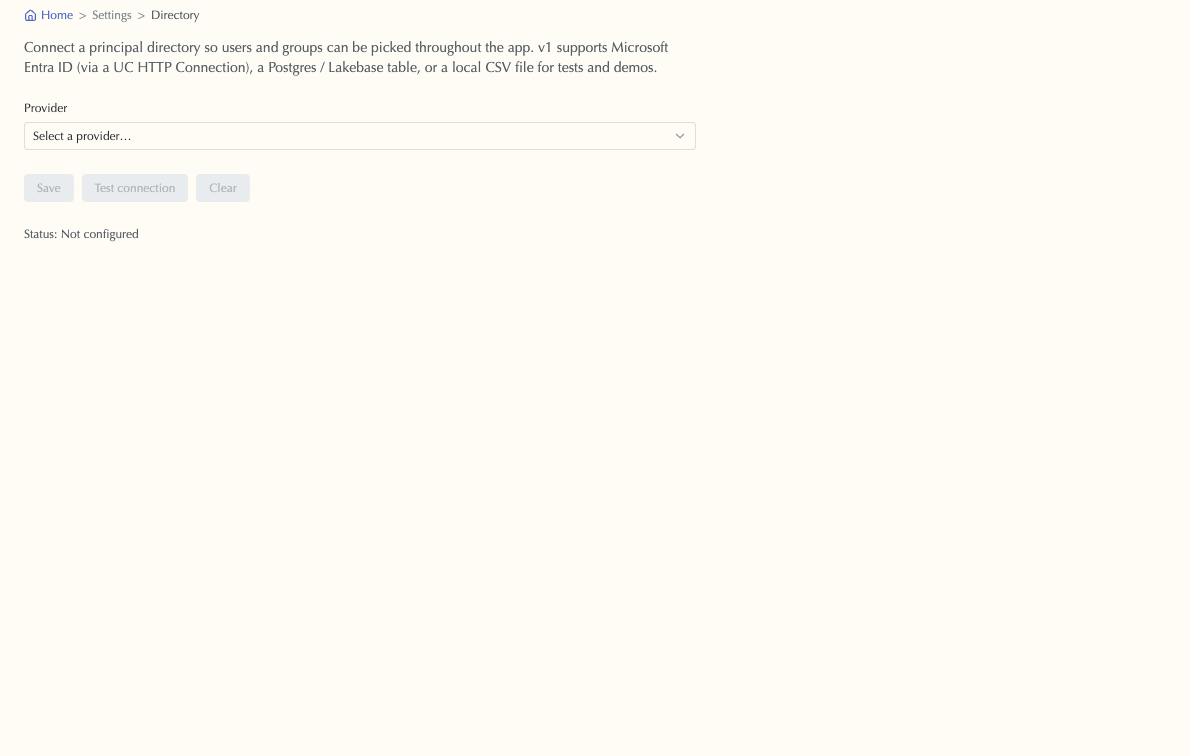 Home > Settings > Directory
Connect a principal directory so users and groups can be picked throughout the app. v1 supports Microsoft
Entra ID (via a UC HTTP Connection), a Postgres / Lakebase table, or a local CSV file for tests and demos.
Provider
Select a provider...
Save Test connection Clear
Status: Not configured